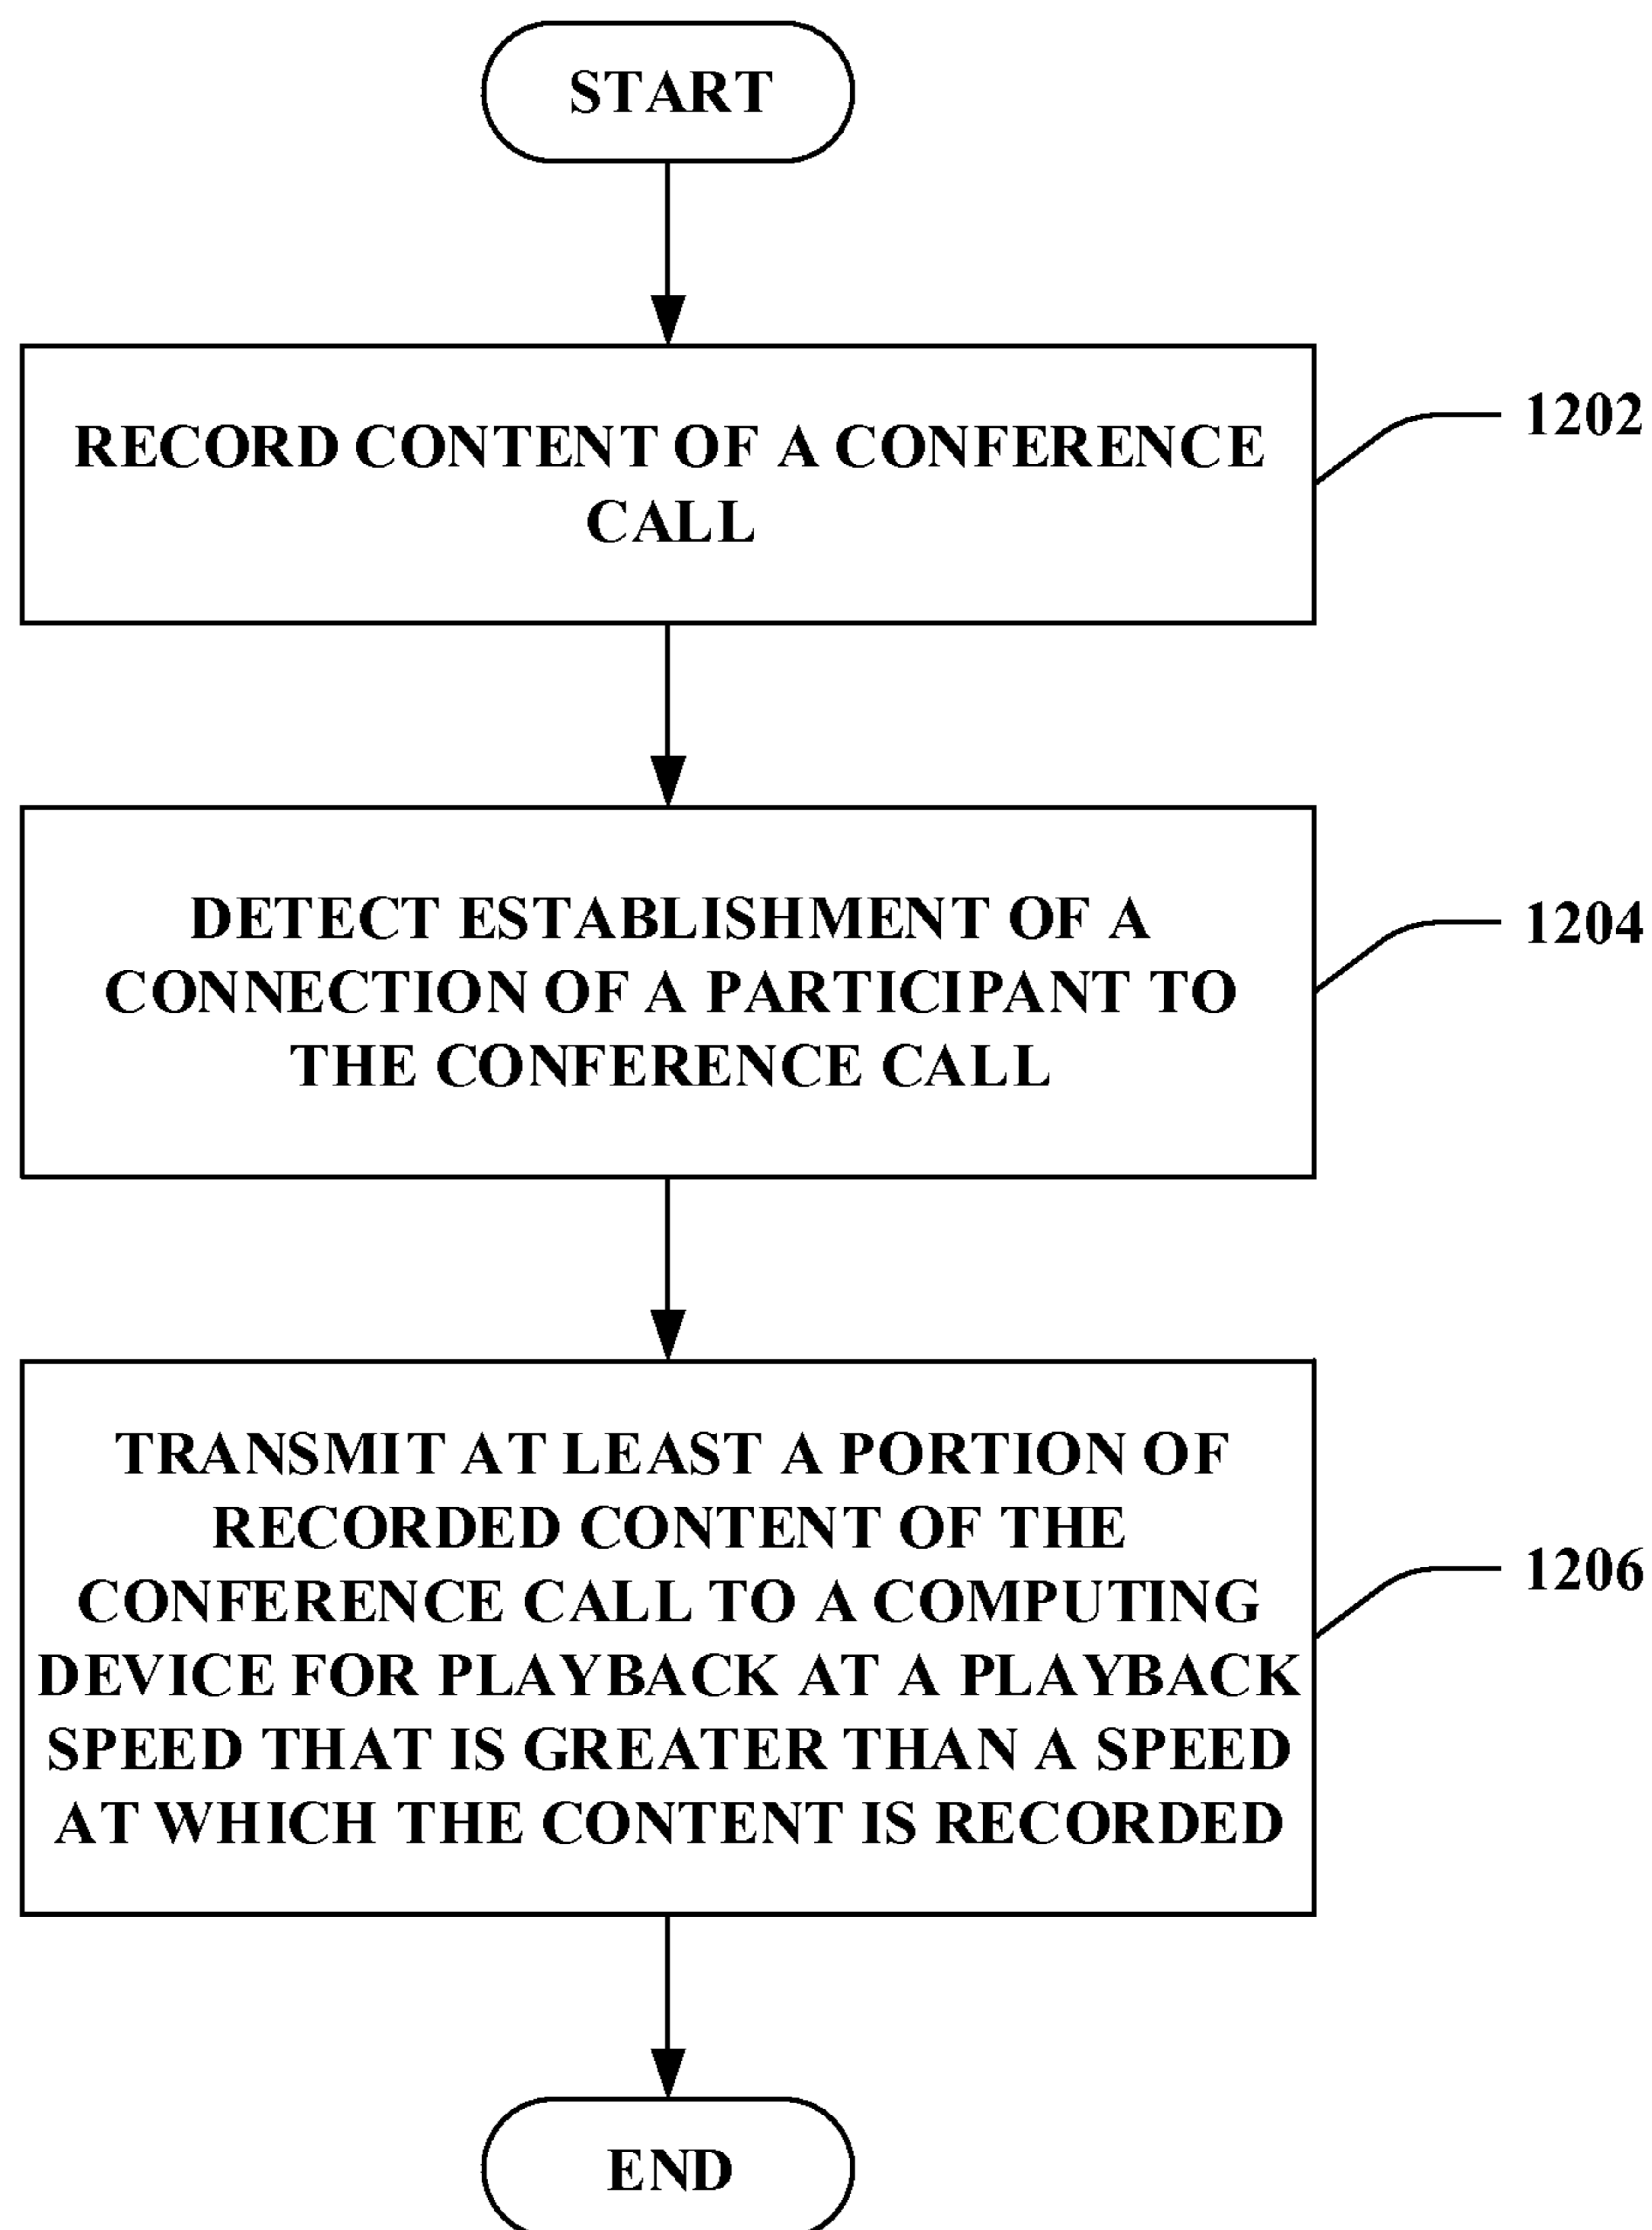 START
RECORD CONTENT OF A CONFERENCE
CALL
1202
DETECT ESTABLISHMENT OF A
CONNECTION OF A PARTICIPANT TO
THE CONFERENCE CALL
1204
TRANSMIT AT LEAST A PORTION OF
RECORDED CONTENT OF THE
CONFERENCE CALL TO A COMPUTING
DEVICE FOR PLAYBACK AT A PLAYBACK
SPEED THAT IS GREATER THAN A SPEED
AT WHICH THE CONTENT IS RECORDED
1206
END